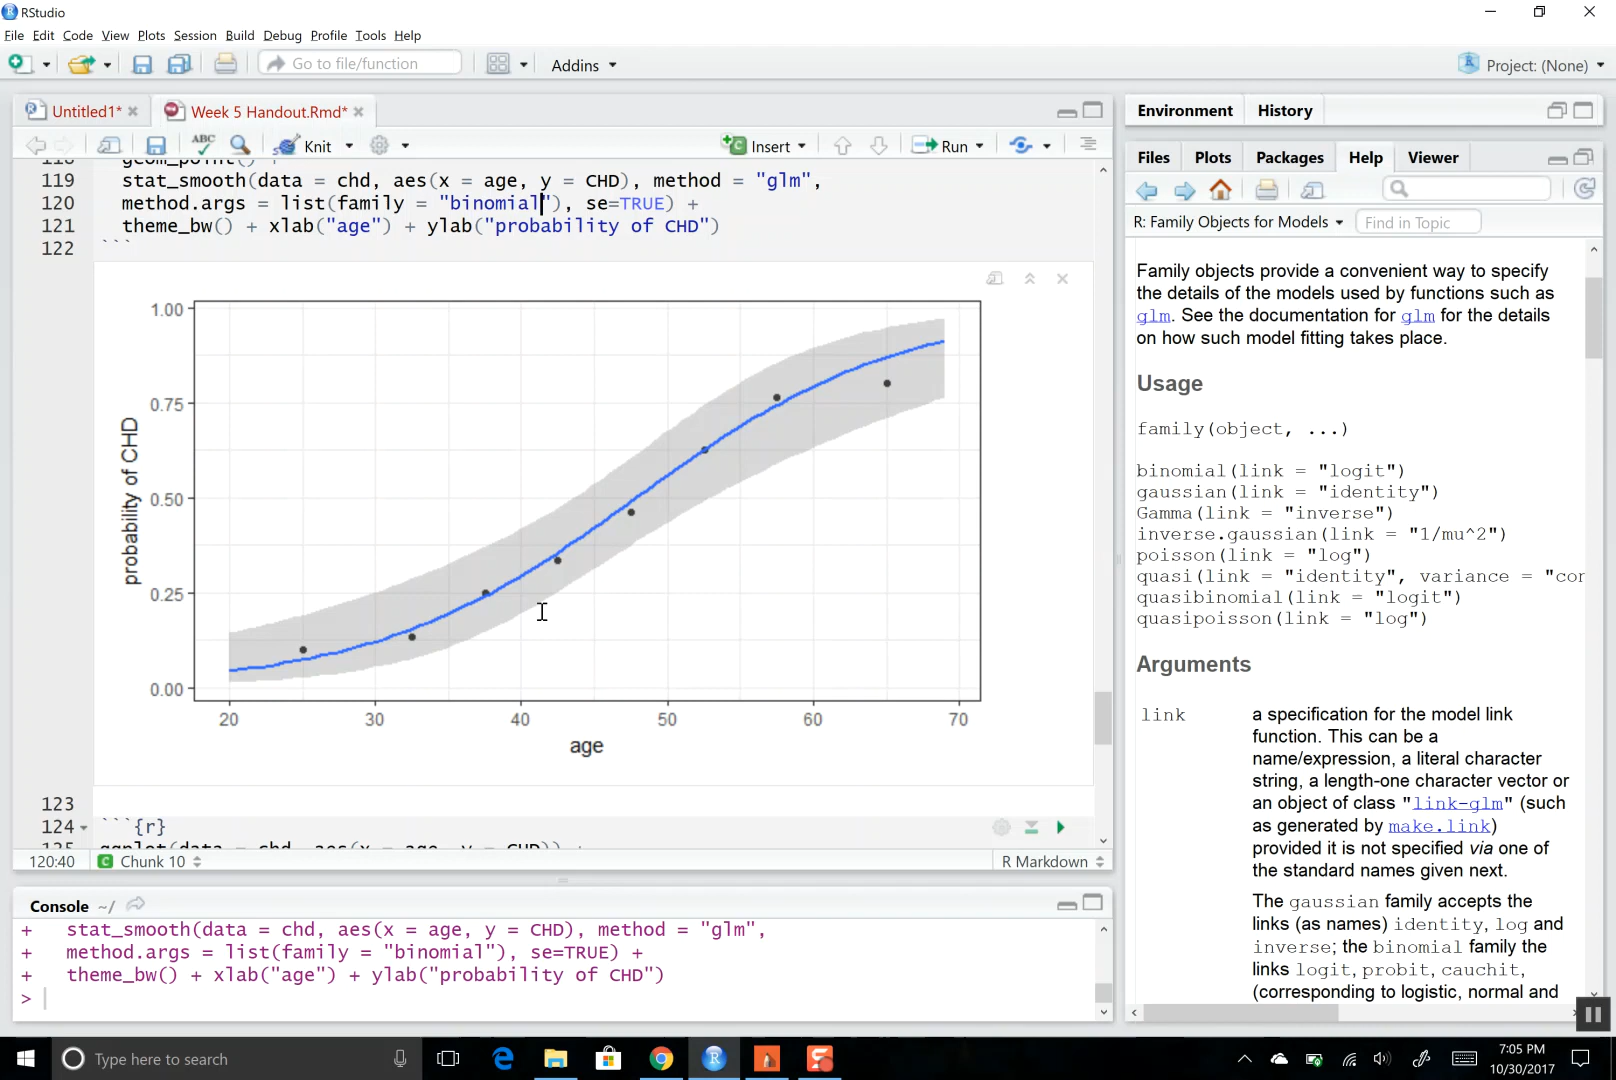 RStudio
File Edit Code View Plots Session Build Debug Profile Tools Help
Go to file/function
Addins
Project: (None)
Untitled1*
Week 5 Handout.Rmd*
Environment
History
ABC
Knit
Insert
Run
Files
Plots
Packages
Help
Viewer
R: Family Objects for Models
Find in Topic
118 geom_point() +
119 stat_smooth(data = chd, aes(x = age, y = CHD), method = "glm",
120 method.args = list(family = "binomial"), se=TRUE) +
121 theme_bw() + xlab("age") + ylab("probability of CHD")
122 ```
probability of CHD
1.00
0.75
0.50
0.25
0.00
20 30 40 50 60 70
age
123
124 ```{r}
125 ggplot(data = chd, aes(x = age, y = CHD)) +
120:40
Chunk 10
R Markdown
Console ~/
+ stat_smooth(data = chd, aes(x = age, y = CHD), method = "glm",
+ method.args = list(family = "binomial"), se=TRUE) +
+ theme_bw() + xlab("age") + ylab("probability of CHD")
>
Family objects provide a convenient way to specify
the details of the models used by functions such as
glm. See the documentation for glm for the details
on how such model fitting takes place.
Usage
family(object, ...)
binomial(link = "logit")
gaussian(link = "identity")
Gamma(link = "inverse")
inverse.gaussian(link = "1/mu^2")
poisson(link = "log")
quasi(link = "identity", variance = "con
quasibinomial(link = "logit")
quasipoisson(link = "log")
Arguments
link
a specification for the model link
function. This can be a
name/expression, a literal character
string, a length-one character vector or
an object of class "link-glm" (such
as generated by make.link)
provided it is not specified via one of
the standard names given next.
The gaussian family accepts the
links (as names) identity, log and
inverse; the binomial family the
links logit, probit, cauchit,
(corresponding to logistic, normal and
Type here to search
7:05 PM
10/30/2017